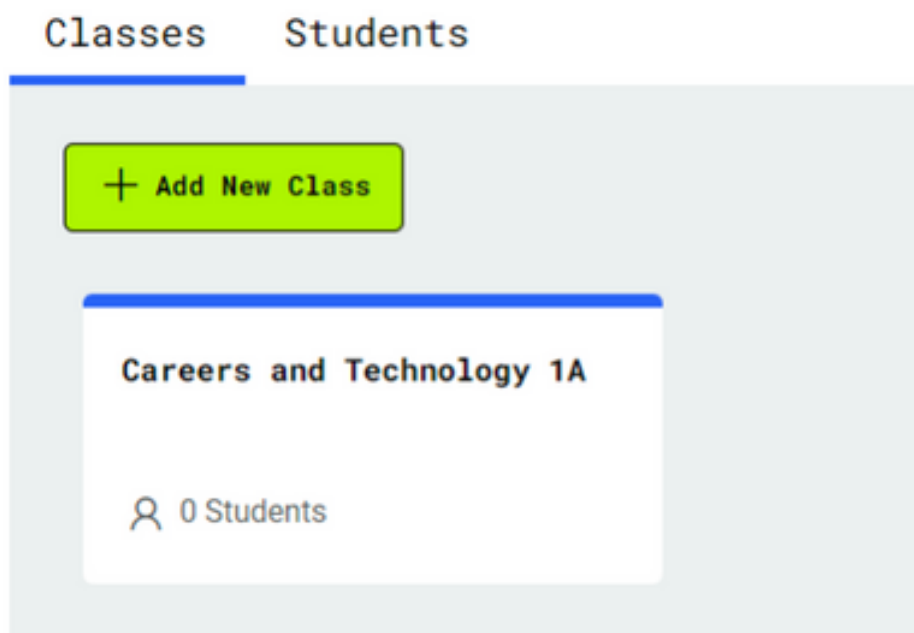 Classes Students
+ Add New Class
Careers and Technology 1A
0 Students